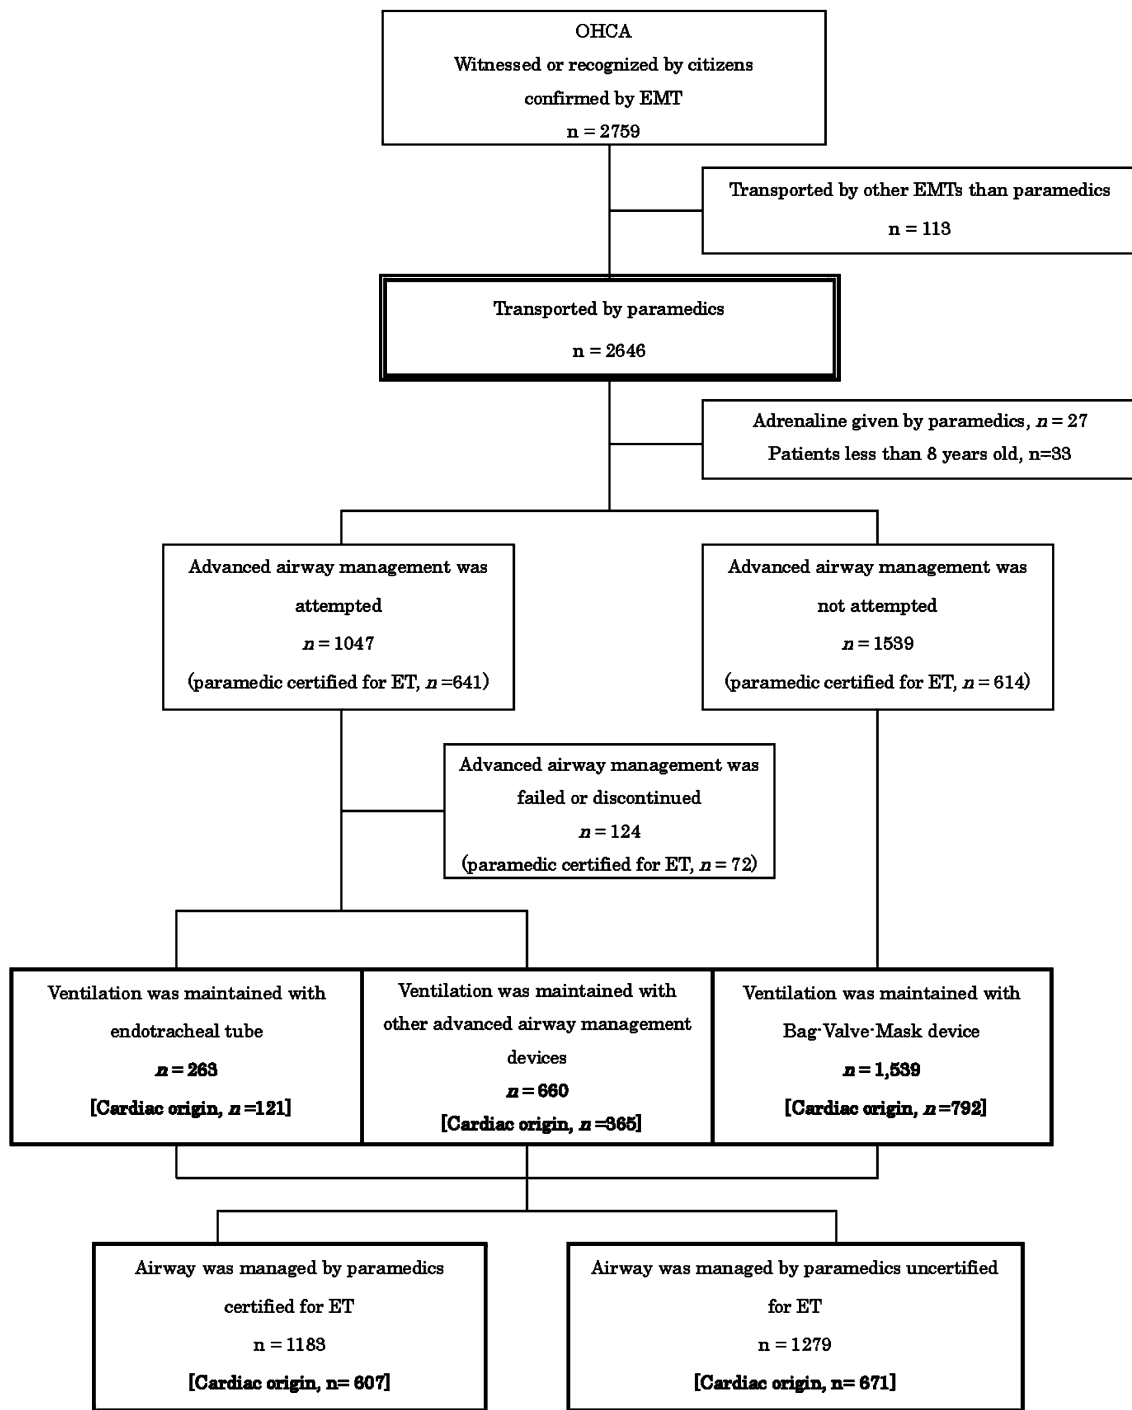 OHCA
Witnessed or recognized by citizens
confirmed by EMT
n = 2759
Transported by other EMTs than paramedics
n = 113
Transported by paramedics
n = 2646
Adrenaline given by paramedics, n = 27
Patients less than 8 years old, n=33
Advanced airway management was
attempted
n = 1047
(paramedic certified for ET, n =641)
Advanced airway management was
not attempted
n = 1539
(paramedic certified for ET, n = 614)
Advanced airway management was
failed or discontinued
n = 124
(paramedic certified for ET, n = 72)
Ventilation was maintained with
endotracheal tube
n = 263
[Cardiac origin, n =121]
Ventilation was maintained with
other advanced airway management
devices
n = 660
[Cardiac origin, n =365]
Ventilation was maintained with
Bag-Valve-Mask device
n = 1,539
[Cardiac origin, n =792]
Airway was managed by paramedics
certified for ET
n = 1183
[Cardiac origin, n= 607]
Airway was managed by paramedics uncertified
for ET
n = 1279
[Cardiac origin, n= 671]